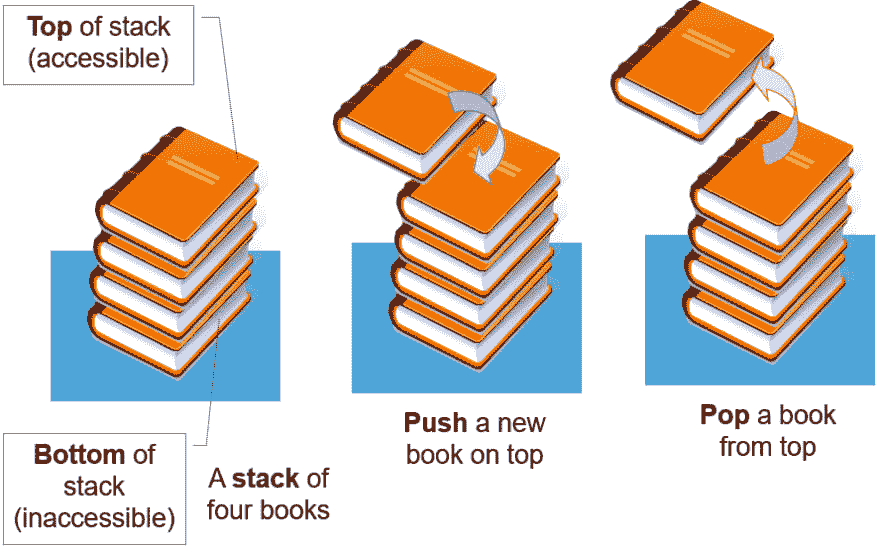 Top of stack
(accessible)
Bottom of
stack
(inaccessible)
A stack of
four books
Push a new
book on top
Pop a book
from top